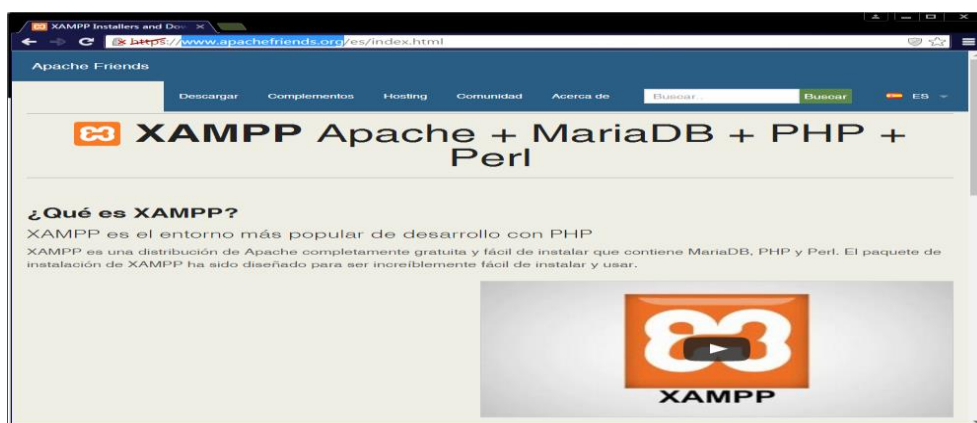 XAMPP Installers and Dow
https://www.apachefriends.org/es/index.html
Apache Friends
Descargar Complementos Hosting Comunidad Acerca de Buscar... Buscar ES
XAMPP Apache + MariaDB + PHP +
Perl
¿Qué es XAMPP?
XAMPP es el entorno más popular de desarrollo con PHP
XAMPP es una distribución de Apache completamente gratuita y fácil de instalar que contiene MariaDB, PHP y Perl. El paquete de
instalación de XAMPP ha sido diseñado para ser increíblemente fácil de instalar y usar.
XAMPP